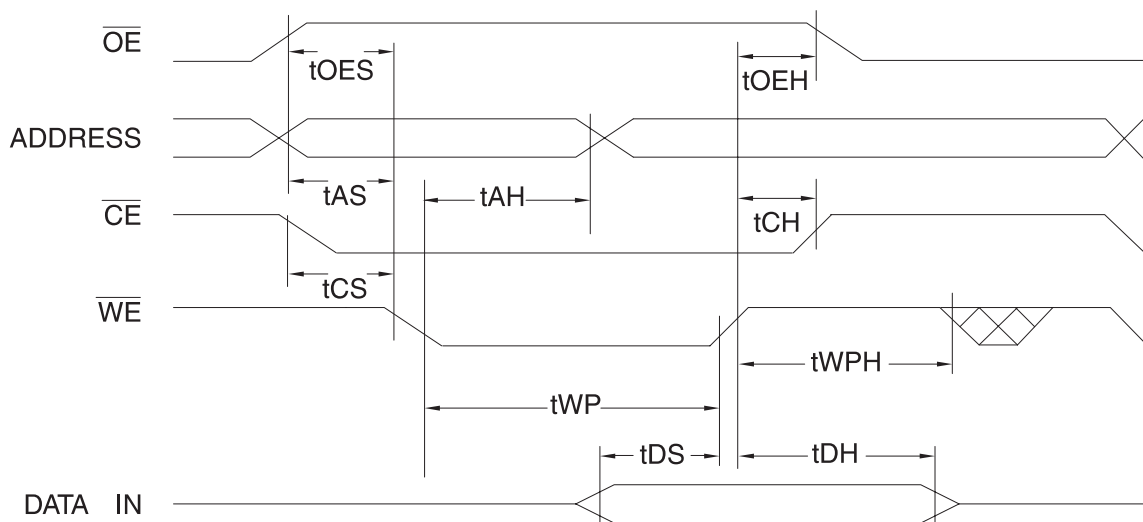 OE
tOES
tOEH
ADDRESS
tAS
tAH
CE
tCH
tCS
WE
tWPH
tWP
tDS
tDH
DATA IN